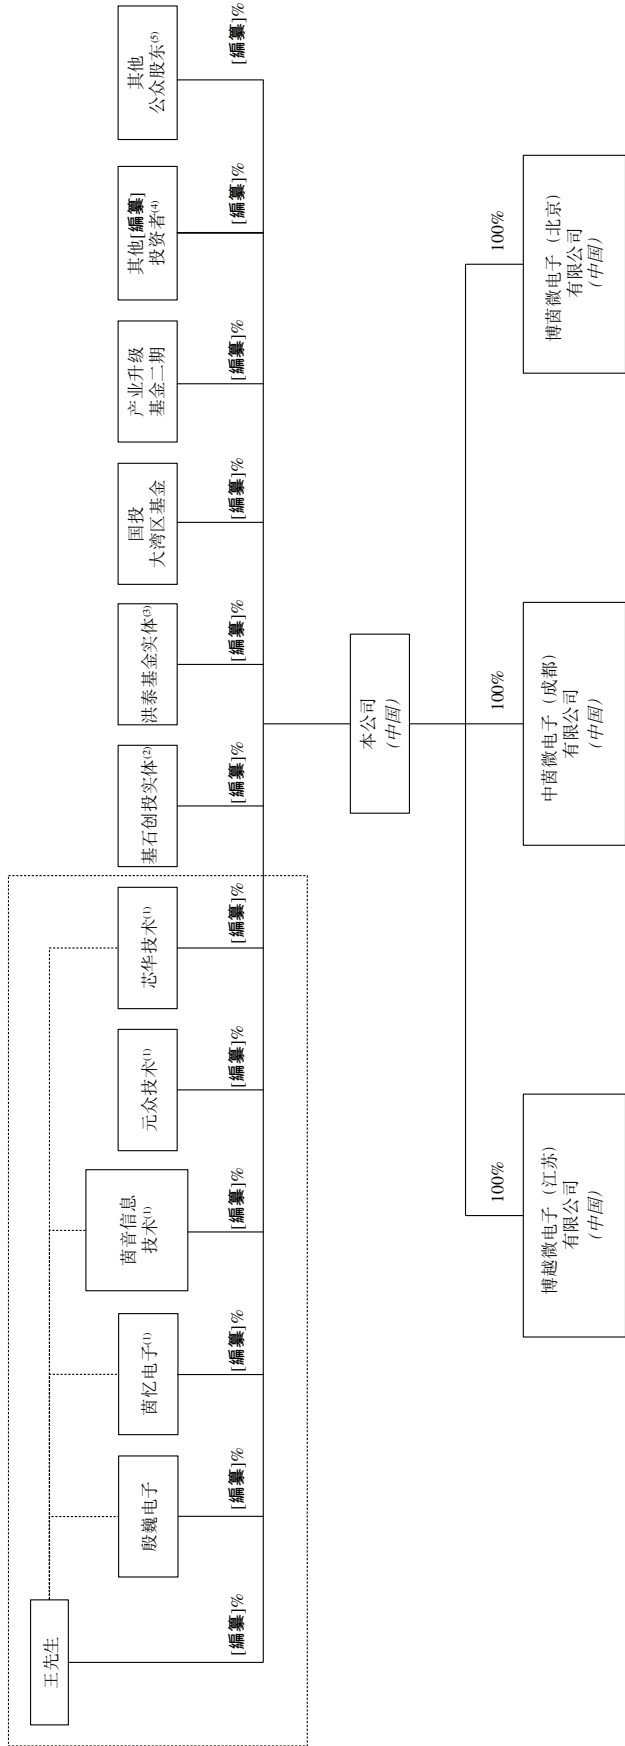 王先生
殷巍电子
茵忆电子(1)
茵音信息
技术(1)
元众技术(1)
芯华技术(1)
基石创投实体(2)
洪泰基金实体(3)
国投
大湾区基金
产业升级
基金二期
其他[編纂]
投资者(4)
其他
公众股东(5)
[編纂]%
[編纂]%
[編纂]%
[編纂]%
[編纂]%
[編纂]%
[編纂]%
[編纂]%
[編纂]%
[編纂]%
[編纂]%
[編纂]%
本公司
(中国)
100%
100%
100%
博越微电子（江苏）
有限公司
(中国)
中茵微电子（成都）
有限公司
(中国)
博茵微电子（北京）
有限公司
(中国)